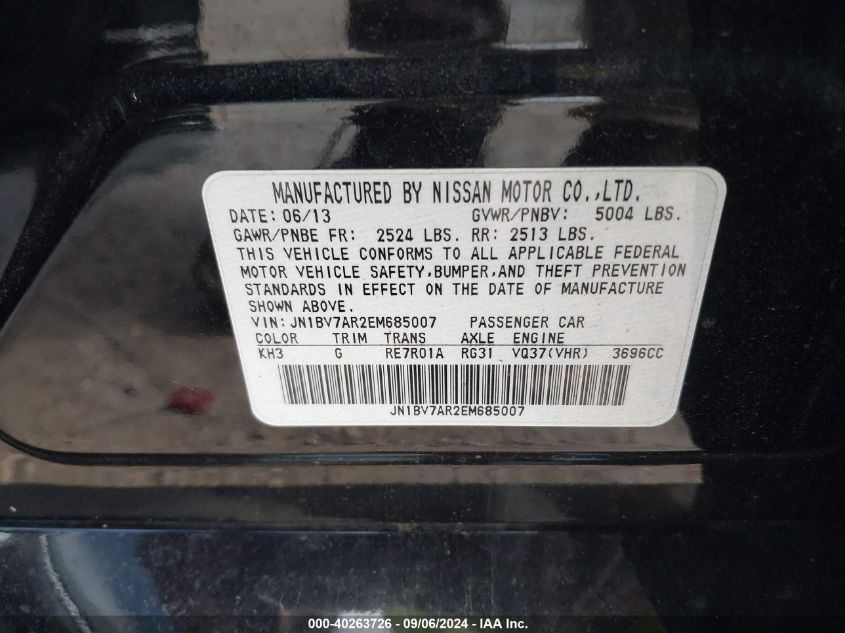 MANUFACTURED BY NISSAN MOTOR CO.,LTD.
DATE: 06/13 GVWR/PNBV: 5004 LBS.
GAWR/PNBE FR: 2524 LBS. RR: 2513 LBS.
THIS VEHICLE CONFORMS TO ALL APPLICABLE FEDERAL
MOTOR VEHICLE SAFETY,BUMPER,AND THEFT PREVENTION
STANDARDS IN EFFECT ON THE DATE OF MANUFACTURE
SHOWN ABOVE.
VIN: JN1BV7AR2EM685007 PASSENGER CAR
COLOR TRIM TRANS AXLE ENGINE
KH3 G RE7R01A RG31 VQ37(VHR) 3696CC
JN1BV7AR2EM685007
000-40263726 - 09/06/2024 - IAA Inc.